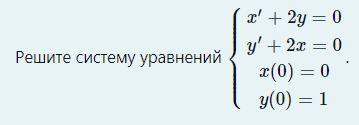 Решите систему уравнений { x′ + 2y = 0
y′ + 2x = 0
x(0) = 0
y(0) = 1 .